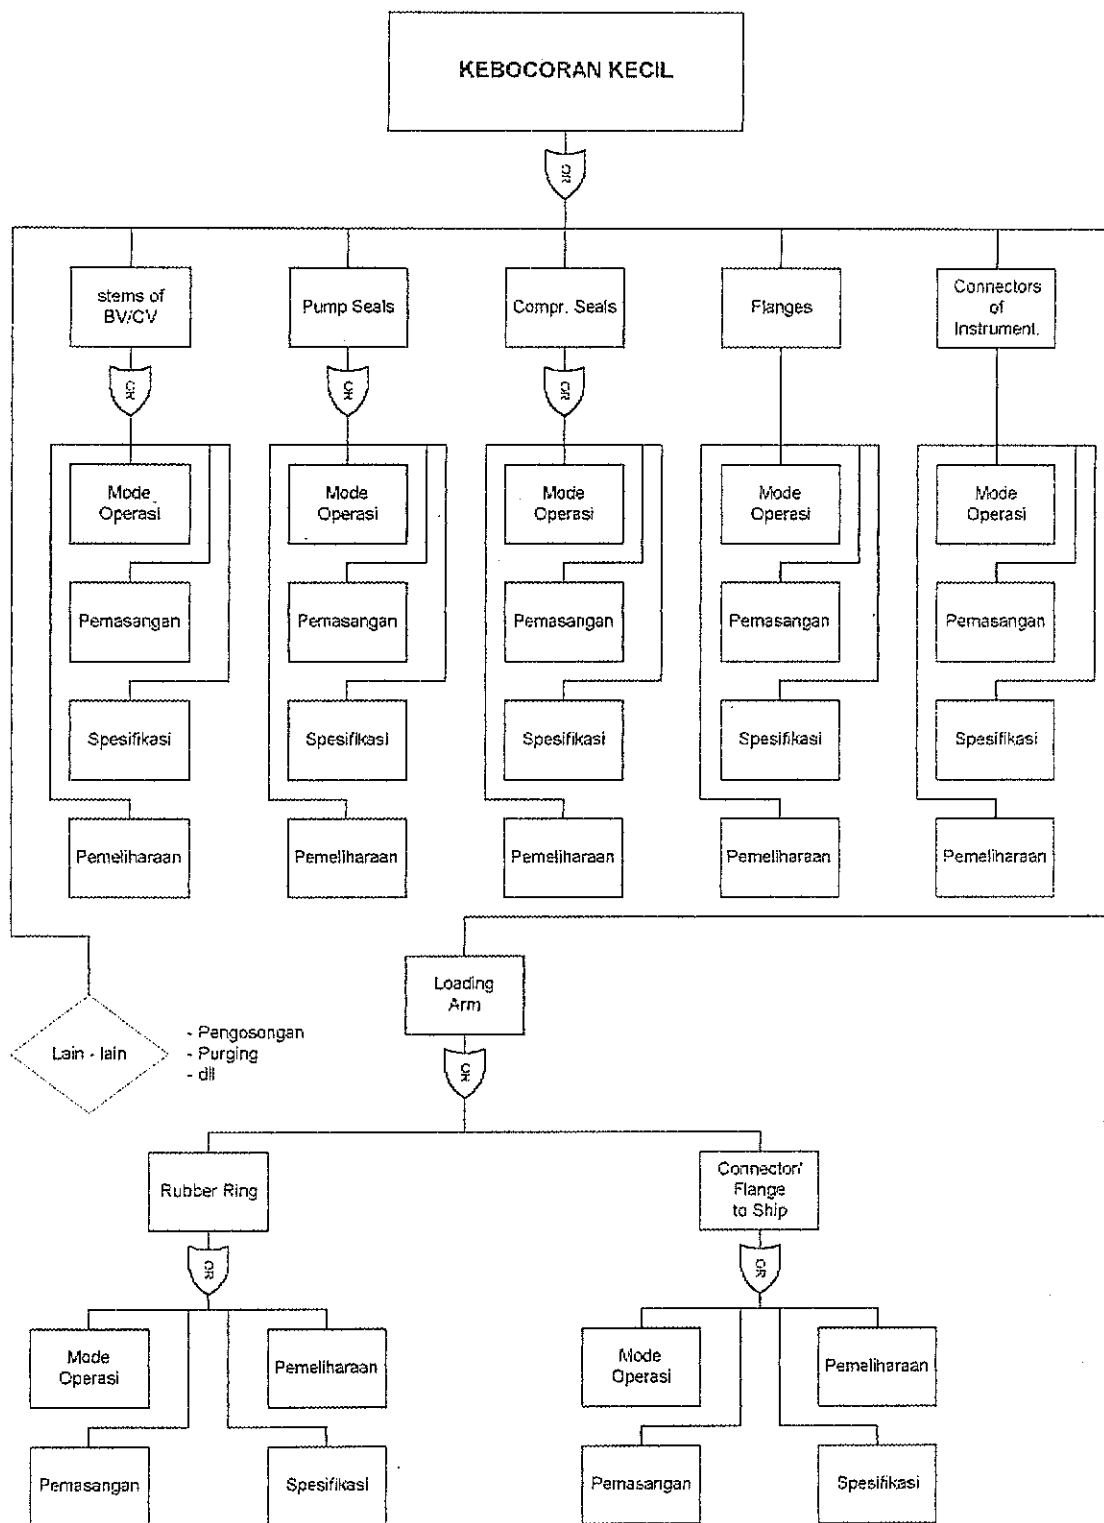 KEBOCORAN KECIL
OR
stems of
BV/CV
Pump Seals
Compr. Seals
Flanges
Connectors
of
Instrument.
OR
OR
OR
Mode
Operasi
Mode
Operasi
Mode
Operasi
Mode
Operasi
Mode
Operasi
Pemasangan
Pemasangan
Pemasangan
Pemasangan
Pemasangan
Spesifikasi
Spesifikasi
Spesifikasi
Spesifikasi
Spesifikasi
Pemeliharaan
Pemeliharaan
Pemeliharaan
Pemeliharaan
Pemeliharaan
Loading
Arm
Lain - lain
- Pengosongan
- Purging
- dll
OR
Rubber Ring
Connector/
Flange
to Ship
OR
OR
Mode
Operasi
Pemeliharaan
Mode
Operasi
Pemeliharaan
Pemasangan
Spesifikasi
Pemasangan
Spesifikasi